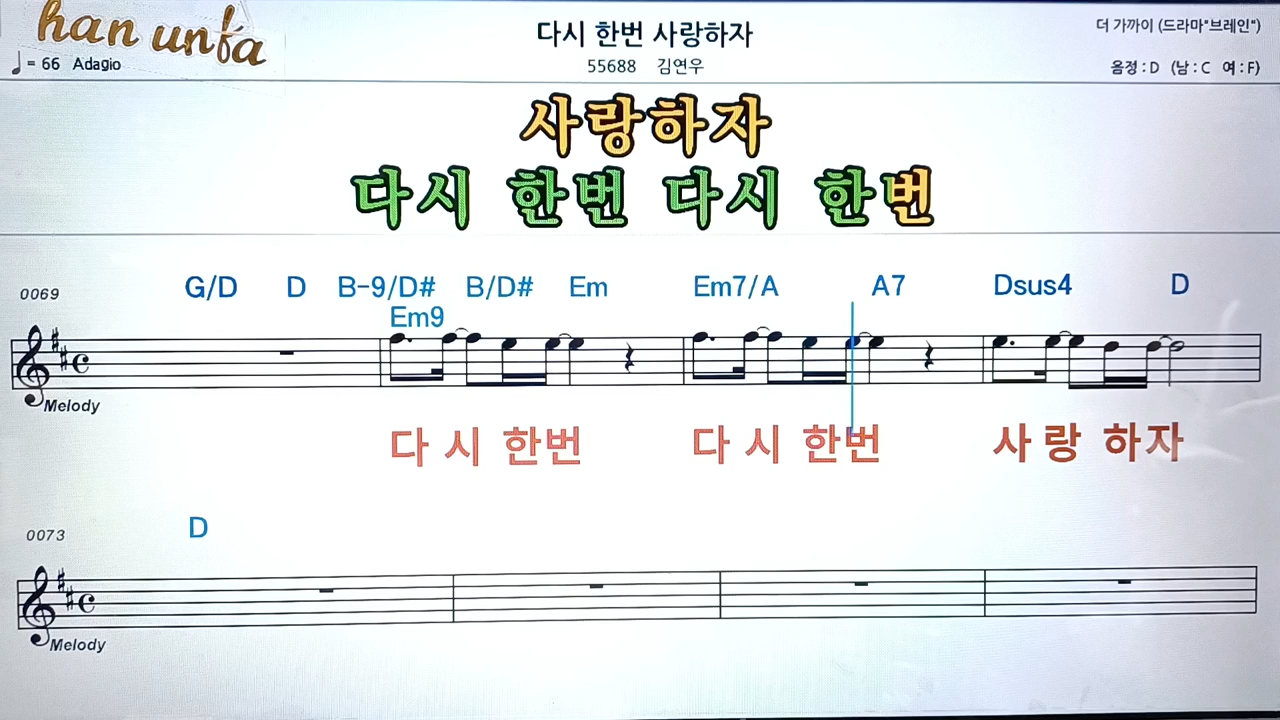 han unfa
다시 한번 사랑하자
더 가까이 (드라마"브레인")
♩ = 66 Adagio
55688 김연우
음정 : D (남 : C 여 : F)
사랑하자
다시 한번 다시 한번
0069 G/D D B-9/D# B/D# Em Em7/A A7 Dsus4 D
Em9
Melody
다 시 한번 다 시 한번 사 랑 하자
0073 D
Melody